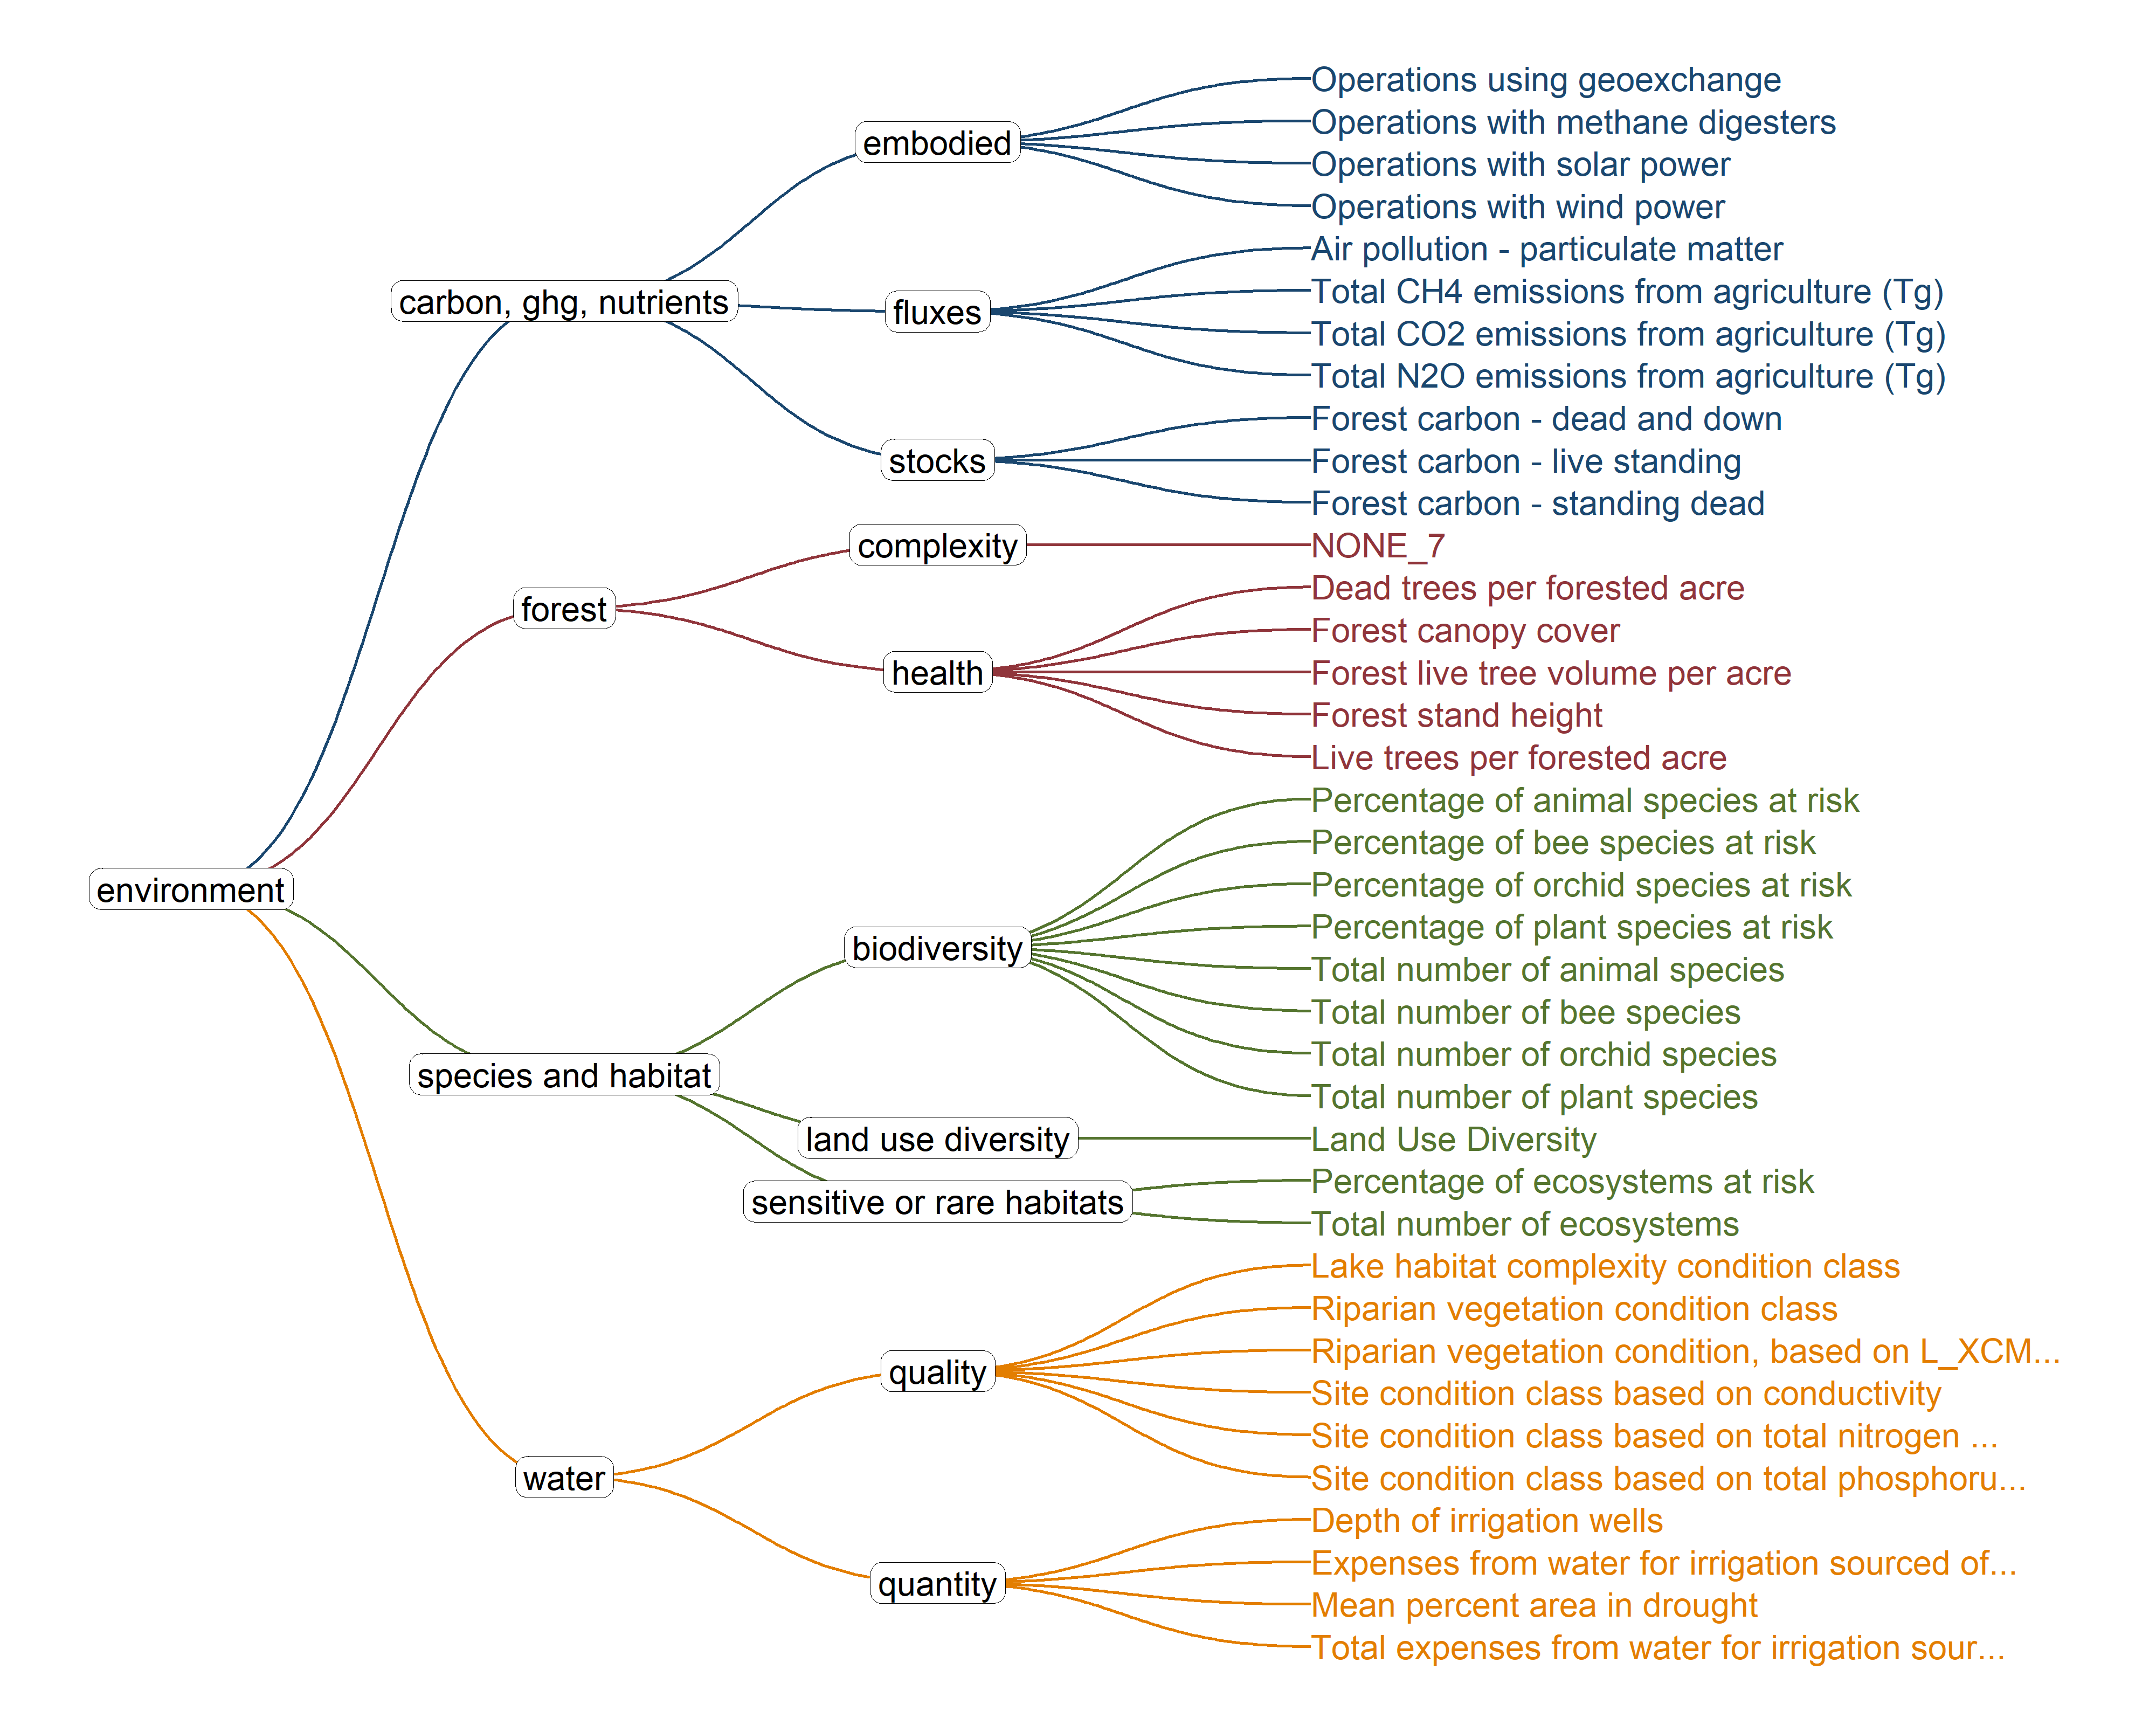 Operations using geoexchange
embodied
Operations with methane digesters
Operations with solar power
Operations with wind power
Air pollution - particulate matter
carbon, ghg, nutrients
fluxes
Total CH4 emissions from agriculture (Tg)
Total CO2 emissions from agriculture (Tg)
Total N2O emissions from agriculture (Tg)
Forest carbon - dead and down
stocks
Forest carbon - live standing
Forest carbon - standing dead
complexity
NONE_7
forest
Dead trees per forested acre
Forest canopy cover
health
Forest live tree volume per acre
Forest stand height
Live trees per forested acre
Percentage of animal species at risk
Percentage of bee species at risk
environment
Percentage of orchid species at risk
Percentage of plant species at risk
biodiversity
Total number of animal species
Total number of bee species
Total number of orchid species
species and habitat
Total number of plant species
land use diversity
Land Use Diversity
sensitive or rare habitats
Percentage of ecosystems at risk
Total number of ecosystems
Lake habitat complexity condition class
Riparian vegetation condition class
quality
Riparian vegetation condition, based on L_XCM...
Site condition class based on conductivity
Site condition class based on total nitrogen ...
water
Site condition class based on total phosphoru...
Depth of irrigation wells
quantity
Expenses from water for irrigation sourced of...
Mean percent area in drought
Total expenses from water for irrigation sour...